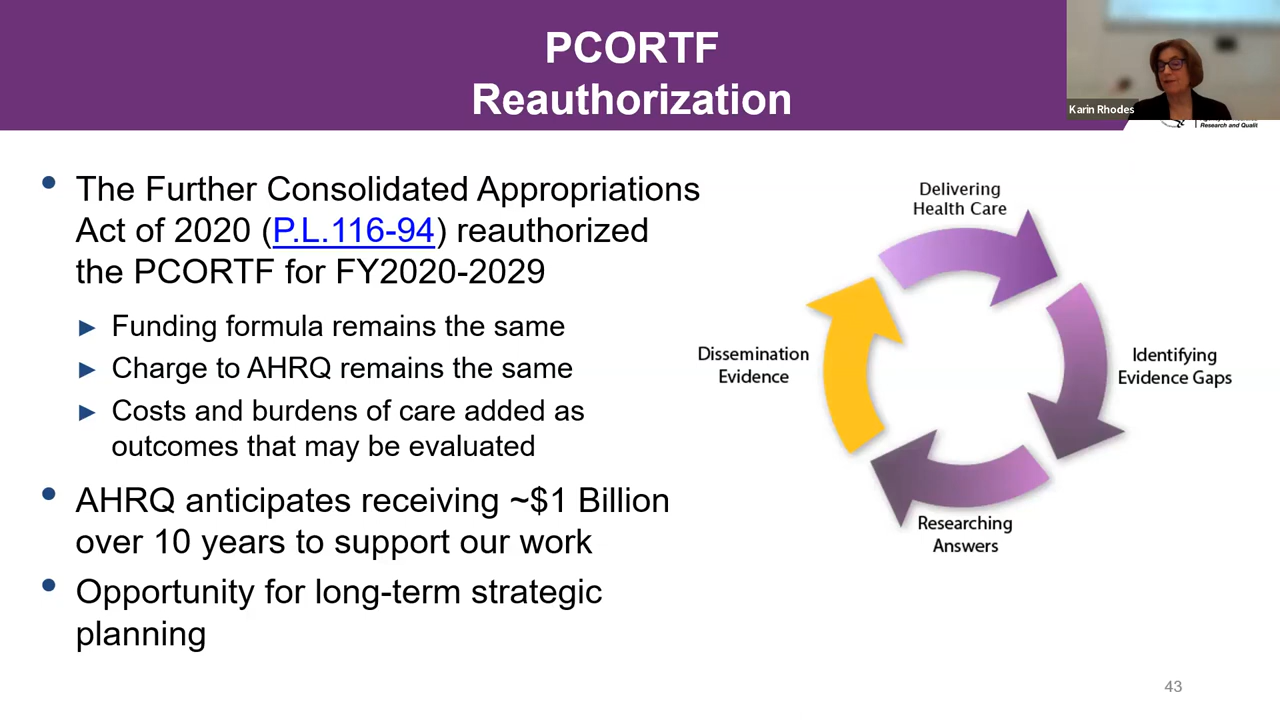 PCORTF
Reauthorization
Karin Rhodes
Research and Qualit
• The Further Consolidated Appropriations
Act of 2020 (P.L.116-94) reauthorized
the PCORTF for FY2020-2029
► Funding formula remains the same
► Charge to AHRQ remains the same
► Costs and burdens of care added as
outcomes that may be evaluated
• AHRQ anticipates receiving ~$1 Billion
over 10 years to support our work
• Opportunity for long-term strategic
planning
Delivering
Health Care
Identifying
Evidence Gaps
Researching
Answers
Dissemination
Evidence
43